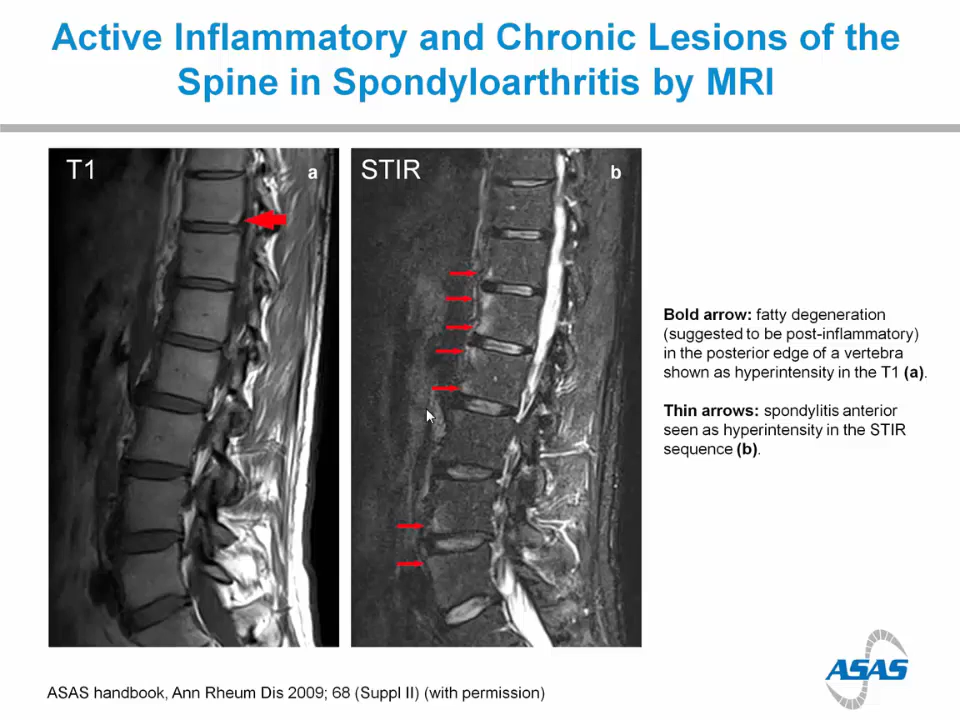 Active Inflammatory and Chronic Lesions of the
Spine in Spondyloarthritis by MRI
T1
a
STIR
b
Bold arrow: fatty degeneration
(suggested to be post-inflammatory)
in the posterior edge of a vertebra
shown as hyperintensity in the T1 (a).
Thin arrows: spondylitis anterior
seen as hyperintensity in the STIR
sequence (b).
ASAS
ASAS handbook, Ann Rheum Dis 2009; 68 (Suppl II) (with permission)